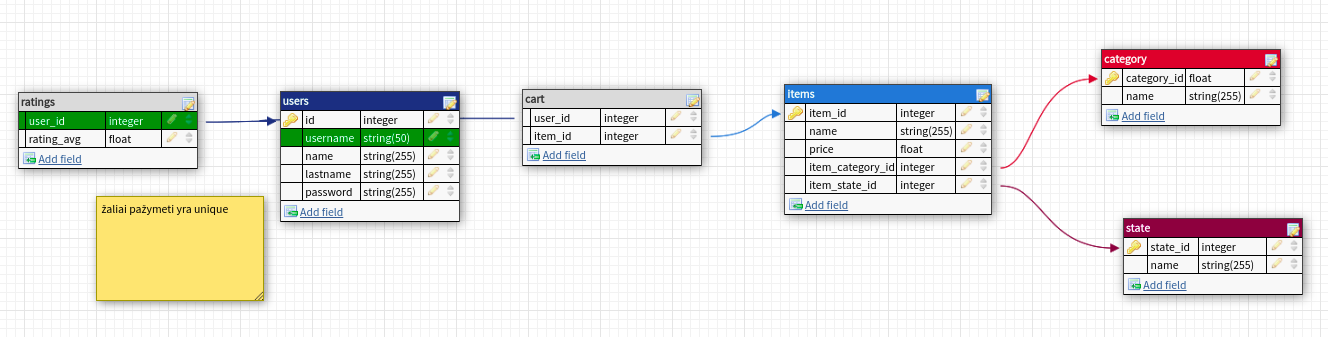 ratings
user_id integer
rating_avg float
Add field
žaliai pažymeti yra unique
users
id integer
username string(50)
name string(255)
lastname string(255)
password string(255)
Add field
cart
user_id integer
item_id integer
Add field
items
item_id integer
name string(255)
price float
item_category_id integer
item_state_id integer
Add field
category
category_id float
name string(255)
Add field
state
state_id integer
name string(255)
Add field